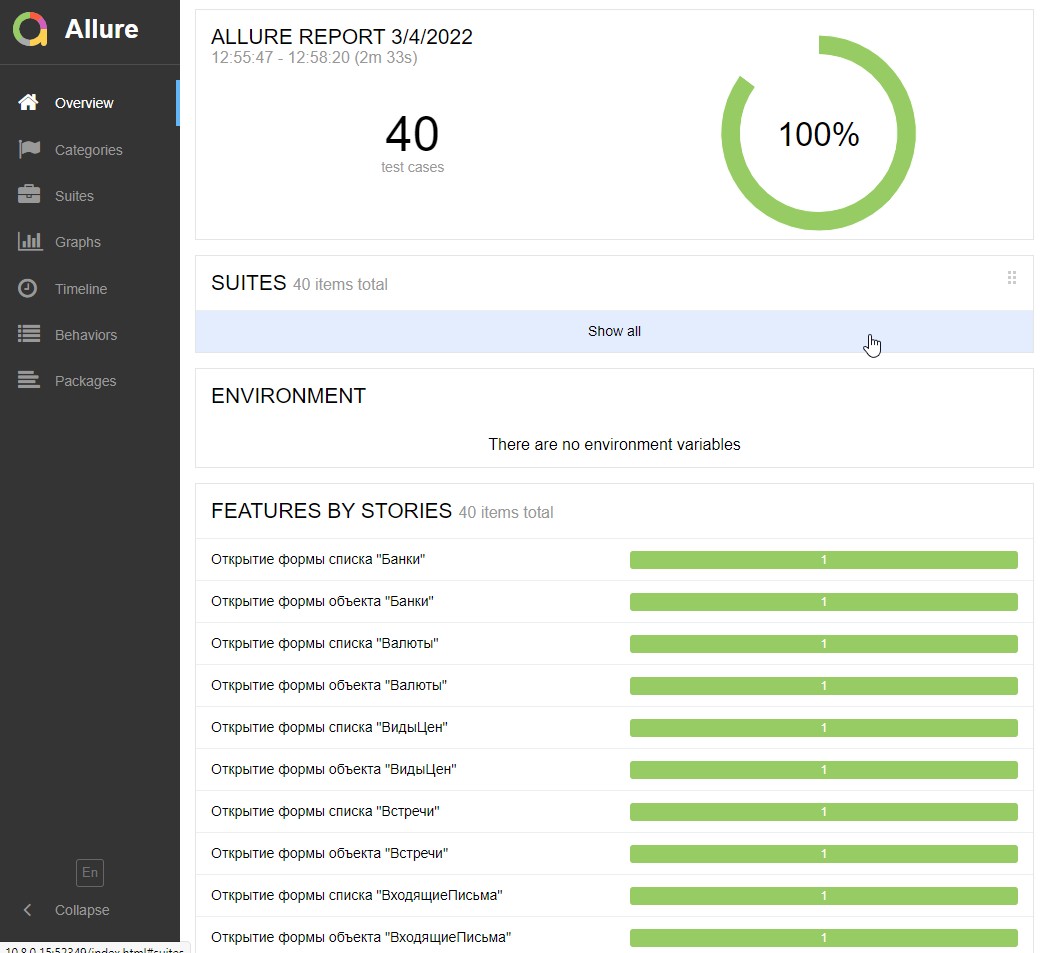 Allure
Overview
Categories
Suites
Graphs
Timeline
Behaviors
Packages
En
Collapse
ALLURE REPORT 3/4/2022
12:55:47 - 12:58:20 (2m 33s)
40
test cases
100%
SUITES 40 items total
Show all
ENVIRONMENT
There are no environment variables
FEATURES BY STORIES 40 items total
Открытие формы списка "Банки" 1
Открытие формы объекта "Банки" 1
Открытие формы списка "Валюты" 1
Открытие формы объекта "Валюты" 1
Открытие формы списка "ВидыЦен" 1
Открытие формы объекта "ВидыЦен" 1
Открытие формы списка "Встречи" 1
Открытие формы объекта "Встречи" 1
Открытие формы списка "ВходящиеПисьма" 1
Открытие формы объекта "ВходящиеПисьма" 1
10.8.0.15:52349/index.html#suites